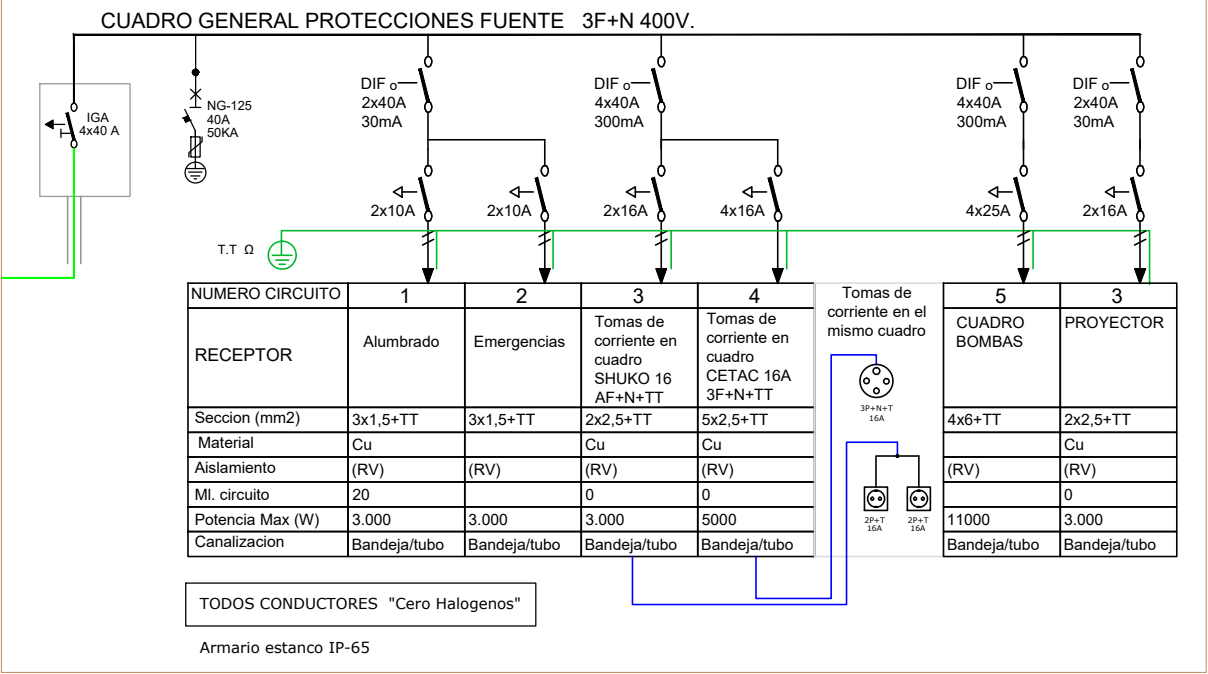 CUADRO GENERAL PROTECCIONES FUENTE 3F+N 400V.
IGA
4x40 A
NG-125
40A
50KA
DIF
2x40A
30mA
DIF
4x40A
300mA
DIF
4x40A
300mA
DIF
2x40A
30mA
2x10A
2x10A
2x16A
4x16A
4x25A
2x16A
T.T Ω
NUMERO CIRCUITO
1
2
3
4
5
3
Tomas de
corriente en el
mismo cuadro
RECEPTOR
Alumbrado
Emergencias
Tomas de
corriente en
cuadro
SHUKO 16
AF+N+TT
Tomas de
corriente en
cuadro
CETAC 16A
3F+N+TT
CUADRO
BOMBAS
PROYECTOR
3P+N+T
16A
Seccion (mm2)
3x1,5+TT
3x1,5+TT
2x2,5+TT
5x2,5+TT
4x6+TT
2x2,5+TT
Material
Cu
Cu
Cu
Cu
Aislamiento
(RV)
(RV)
(RV)
(RV)
(RV)
(RV)
Ml. circuito
20
0
0
0
Potencia Max (W)
3.000
3.000
3.000
5000
11000
3.000
2P+T
16A
2P+T
16A
Canalizacion
Bandeja/tubo
Bandeja/tubo
Bandeja/tubo
Bandeja/tubo
Bandeja/tubo
Bandeja/tubo
TODOS CONDUCTORES "Cero Halogenos"
Armario estanco IP-65